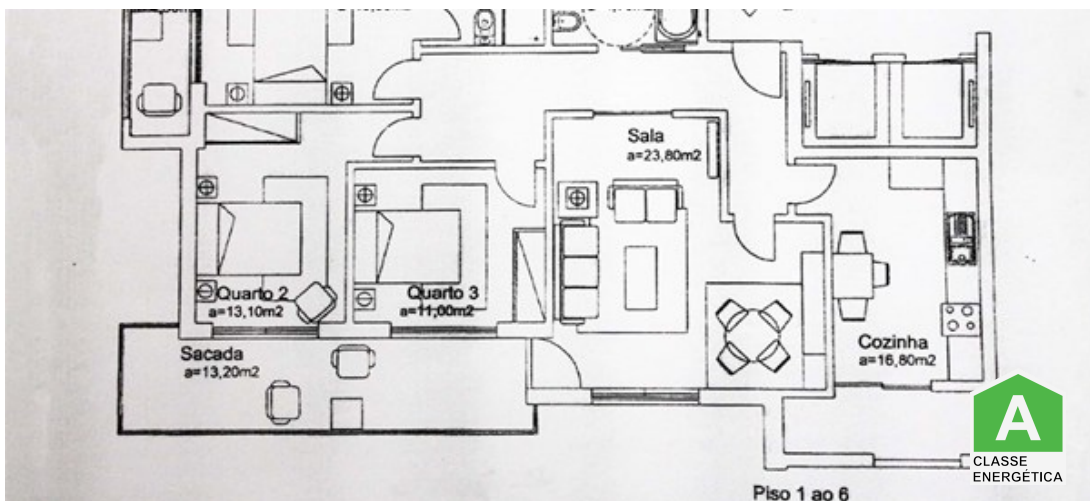 Sala
a=23,80m2
Quarto 2
a=13,10m2
Quarto 3
a=11,00m2
Sacada
a=13,20m2
Cozinha
a=16,80m2
A
CLASSE
ENERGÉTICA
Piso 1 ao 6